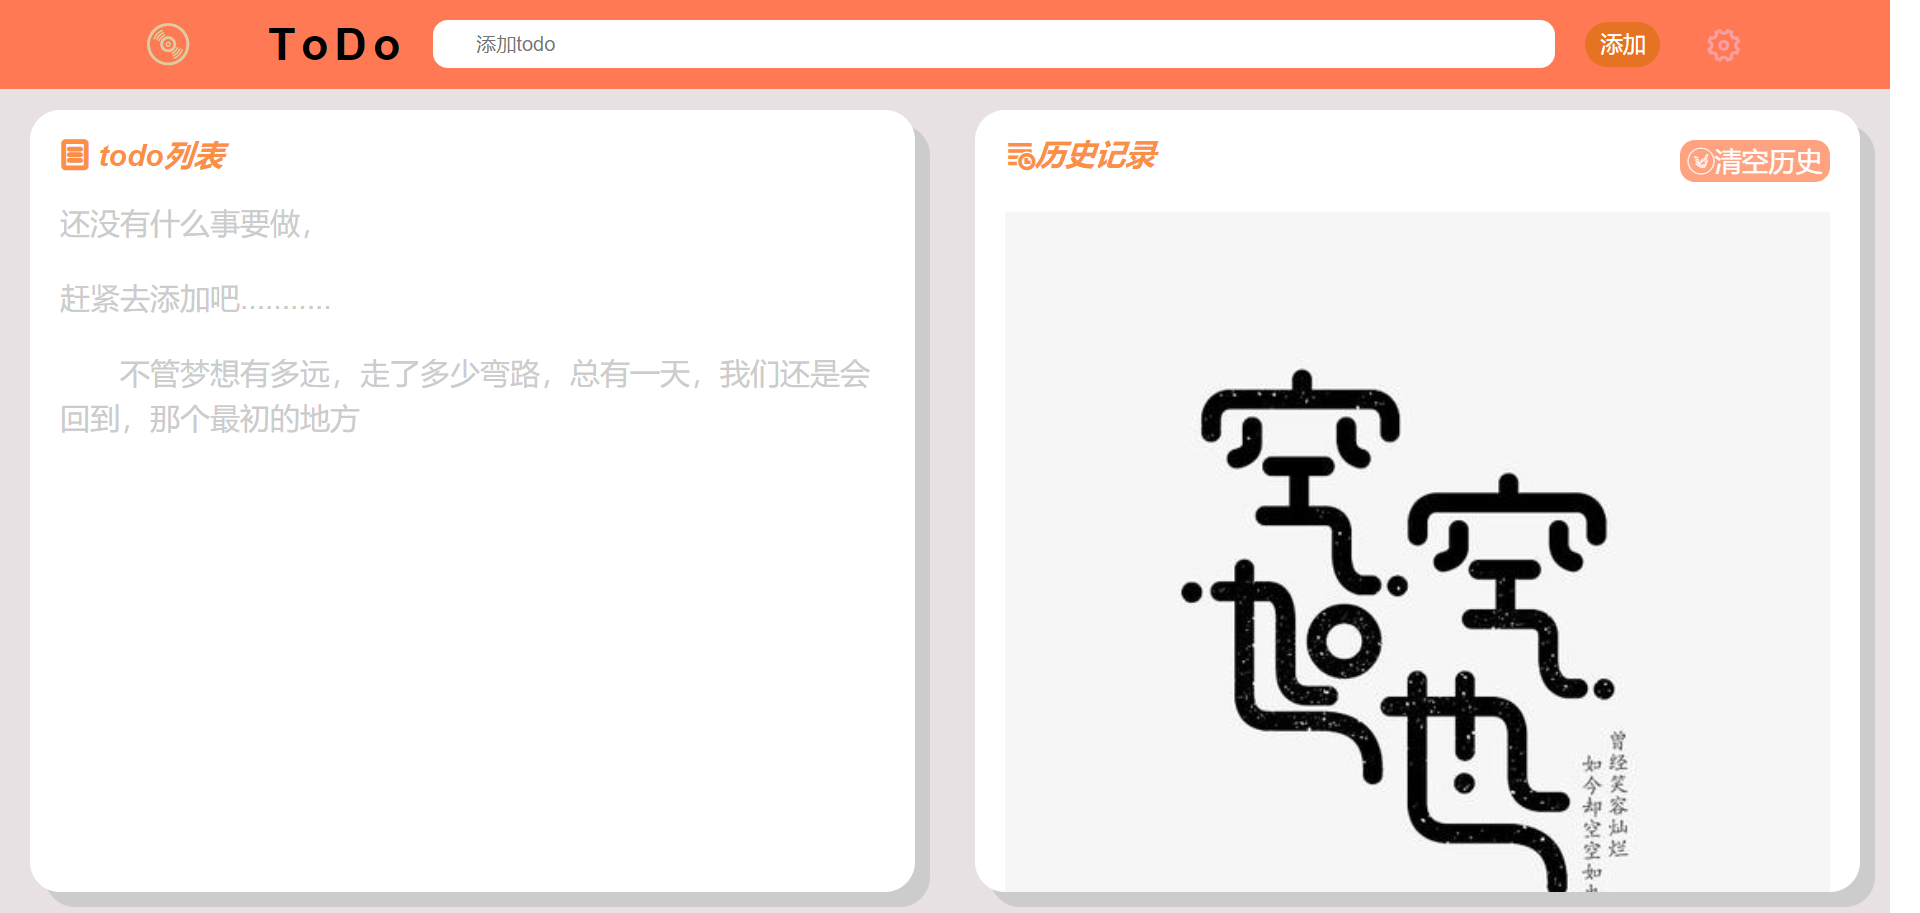 ToDo
添加todo
添加
todo列表
还没有什么事要做，
赶紧去添加吧...........
不管梦想有多远，走了多少弯路，总有一天，我们还是会
回到，那个最初的地方
历史记录
清空历史
空空如也
曾经笑容灿烂
如今却空空如